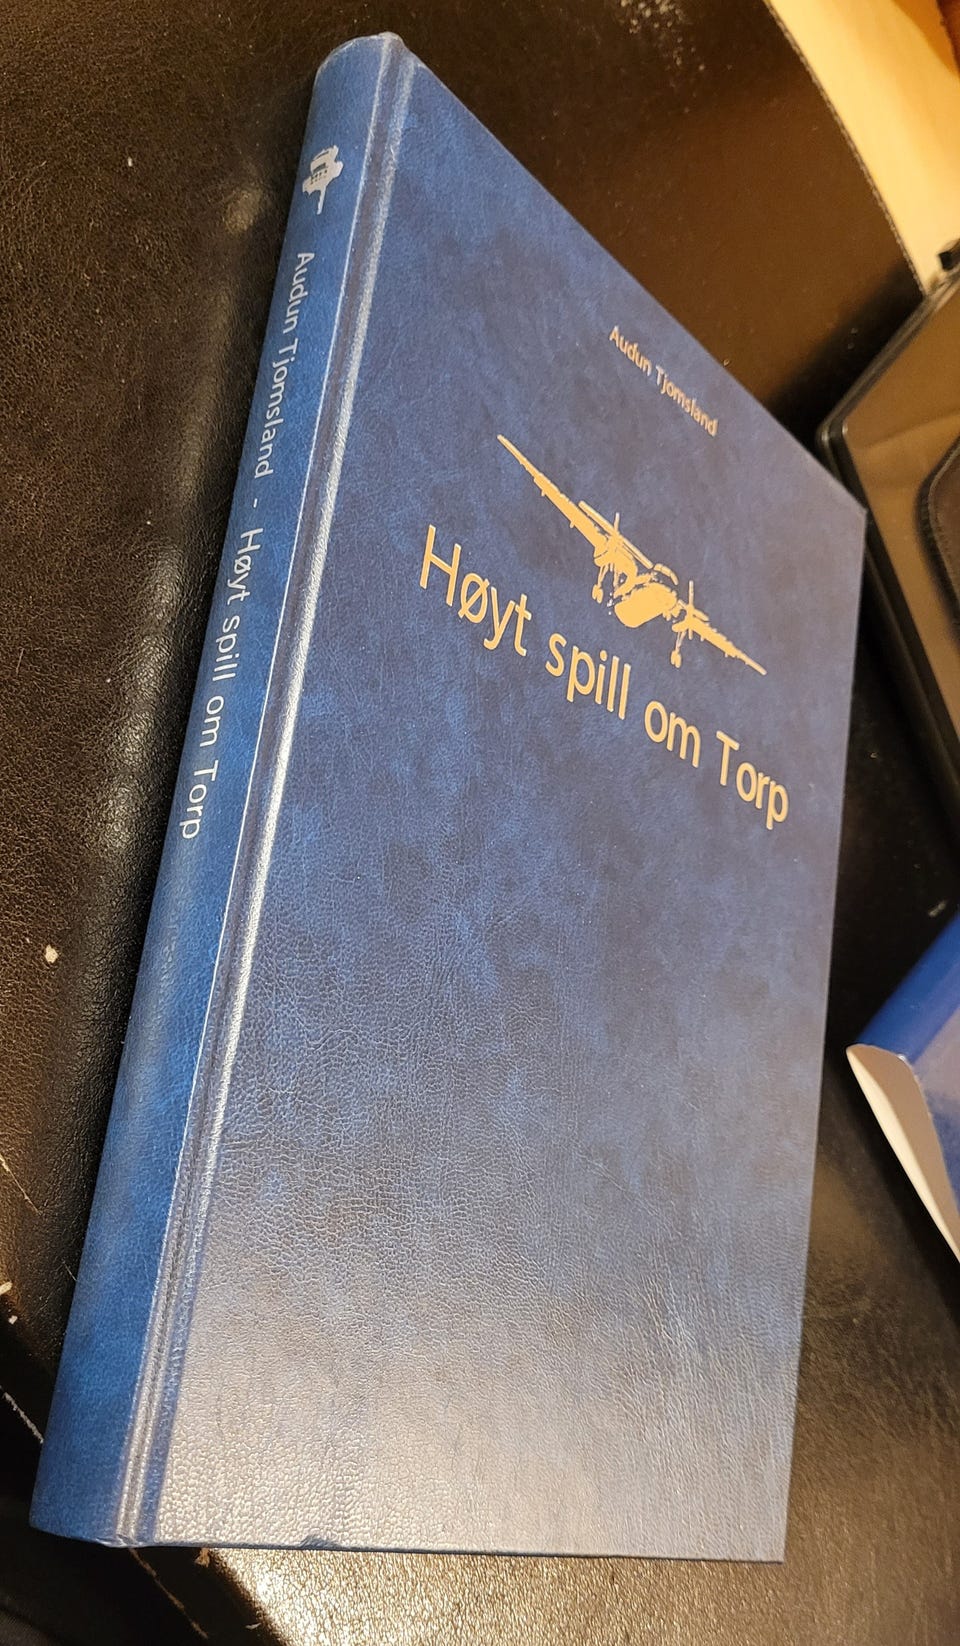 Audun Tjomsland - Høyt spill om Torp
Audun Tjomsland
Høyt spill om Torp